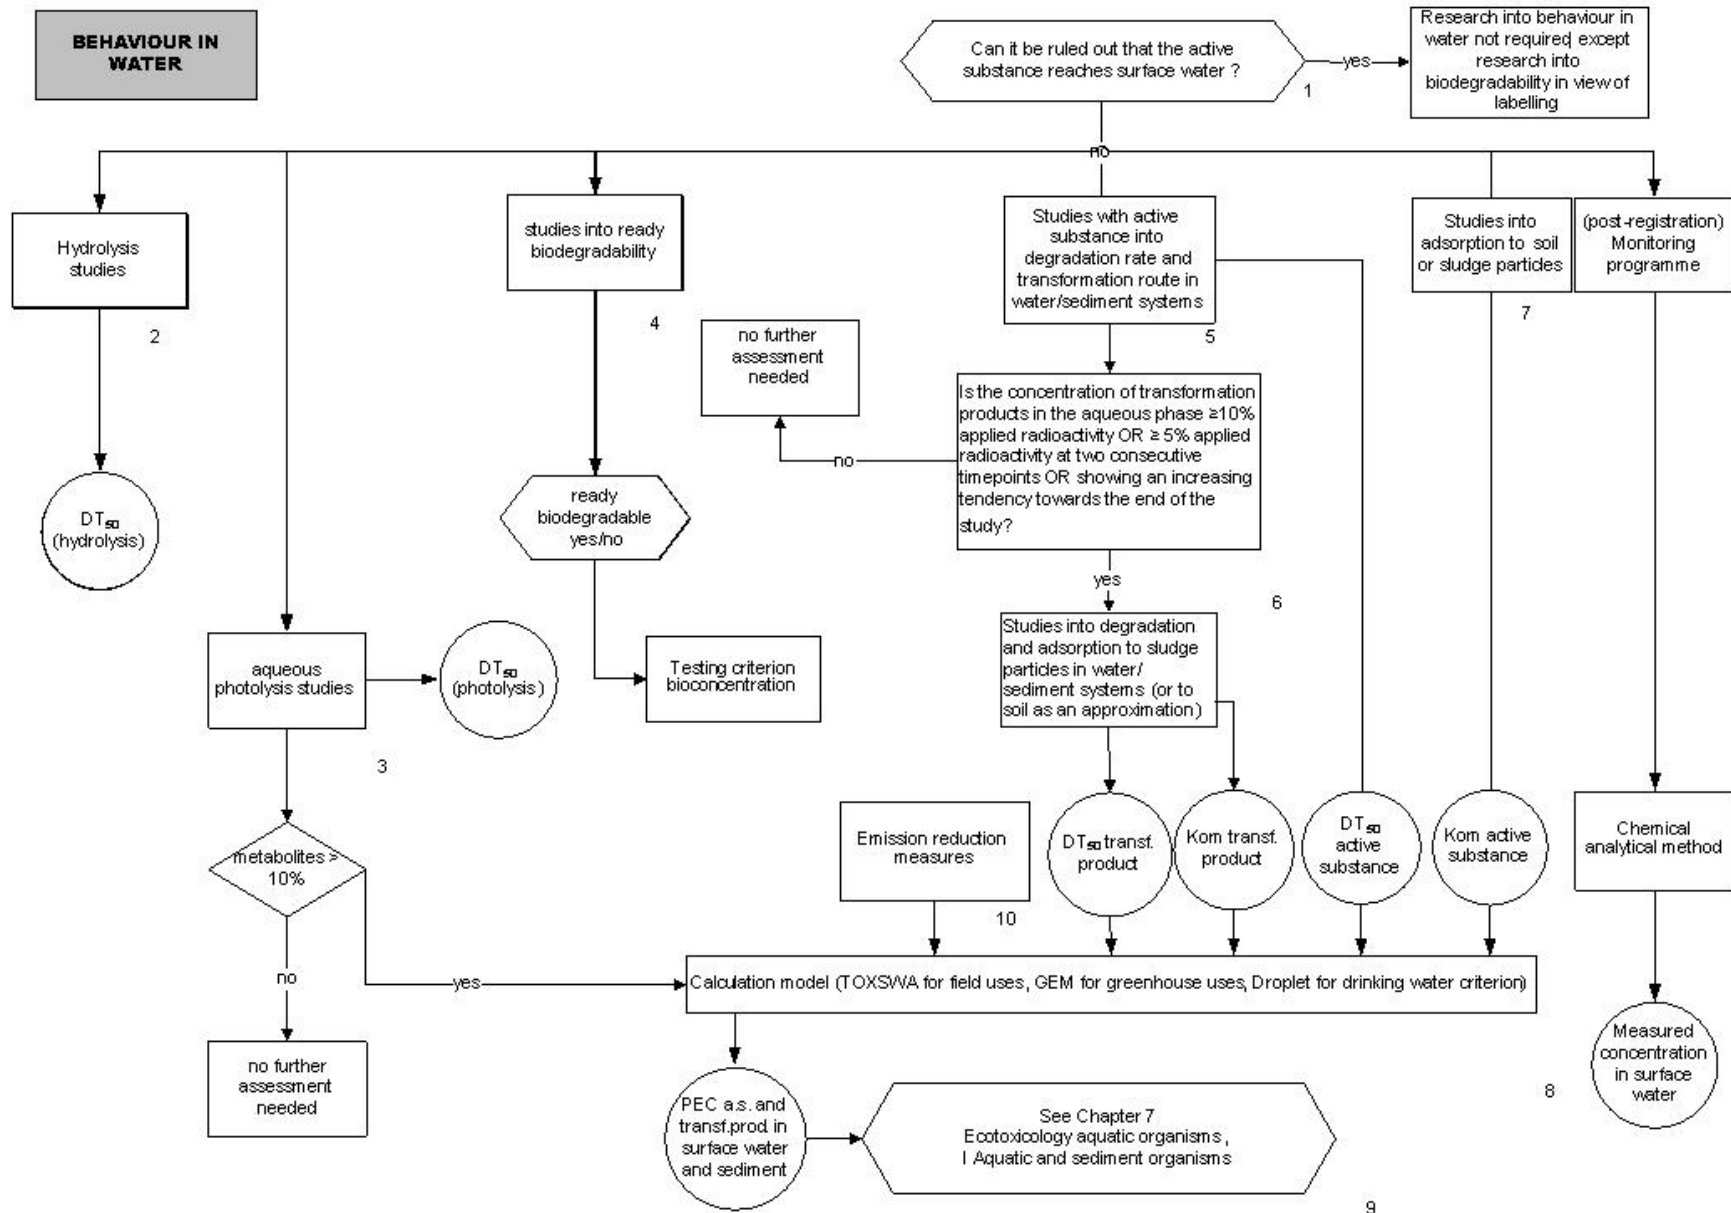 BEHAVIOUR IN
WATER
Can it be ruled out that the active
substance reaches surface water ?
1
yes
Research into behaviour in
water not required except
research into
biodegradability in view of
labelling
no
Hydrolysis
studies
2
studies into ready
biodegradability
4
Studies with active
substance into
degradation rate and
transformation route in
water/sediment systems
5
Studies into
adsorption to soil
or sludge particles
7
(post-registration)
Monitoring
programme
no further
assessment
needed
Is the concentration of transformation
products in the aqueous phase ≥10%
applied radioactivity OR ≥ 5% applied
radioactivity at two consecutive
timepoints OR showing an increasing
tendency towards the end of the
study?
no
6
yes
DT50
(hydrolysis)
ready
biodegradable
yes/no
aqueous
photolysis studies
3
DT50
(photolysis)
Testing criterion
bioconcentration
Studies into degradation
and adsorption to sludge
particles in water/
sediment systems (or to
soil as an approximation)
metabolites >
10%
Emission reduction
measures
10
DT50 transf.
product
Kom transf.
product
DT50
active
substance
Kom active
substance
Chemical
analytical method
no
yes
Calculation model (TOXSWA for field uses, GEM for greenhouse uses, Droplet for drinking water criterion)
8
no further
assessment
needed
PEC a.s. and
transf.prod. in
surface water
and sediment
See Chapter 7
Ecotoxicology aquatic organisms ,
I Aquatic and sediment organisms
9
Measured
concentration
in surface
water